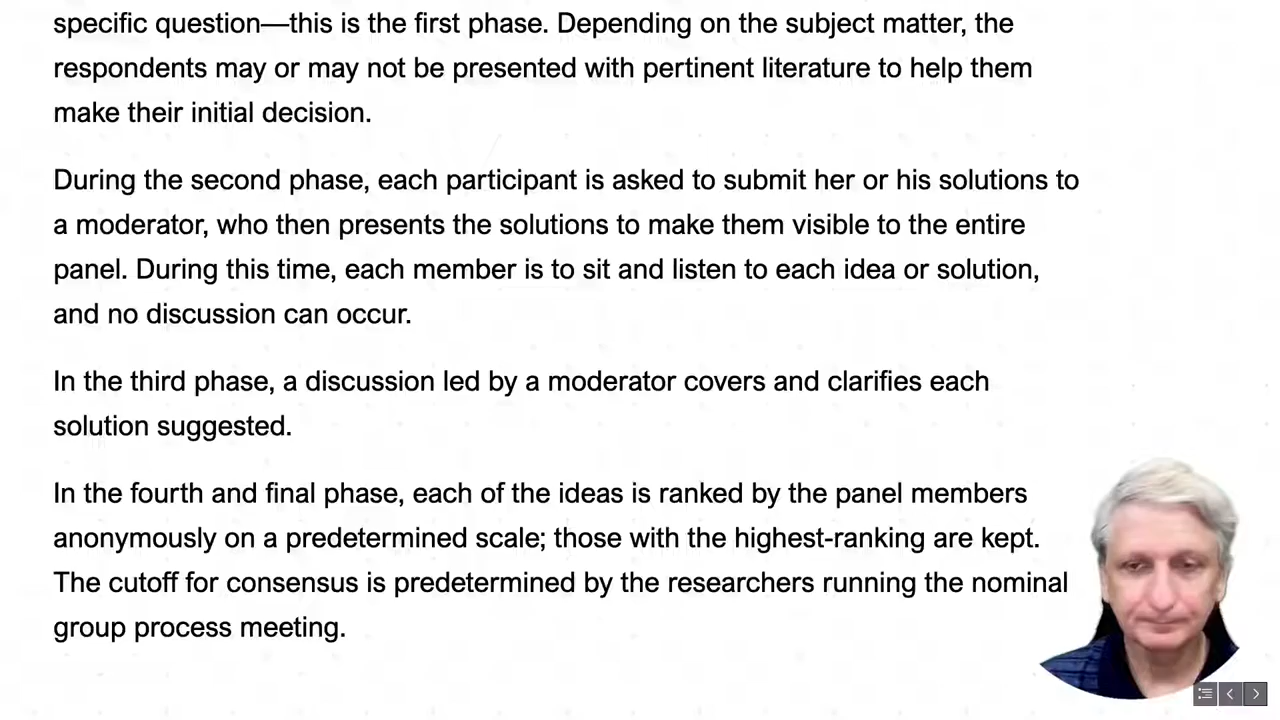 specific question—this is the first phase. Depending on the subject matter, the
respondents may or may not be presented with pertinent literature to help them
make their initial decision.
During the second phase, each participant is asked to submit her or his solutions to
a moderator, who then presents the solutions to make them visible to the entire
panel. During this time, each member is to sit and listen to each idea or solution,
and no discussion can occur.
In the third phase, a discussion led by a moderator covers and clarifies each
solution suggested.
In the fourth and final phase, each of the ideas is ranked by the panel members
anonymously on a predetermined scale; those with the highest-ranking are kept.
The cutoff for consensus is predetermined by the researchers running the nominal
group process meeting.